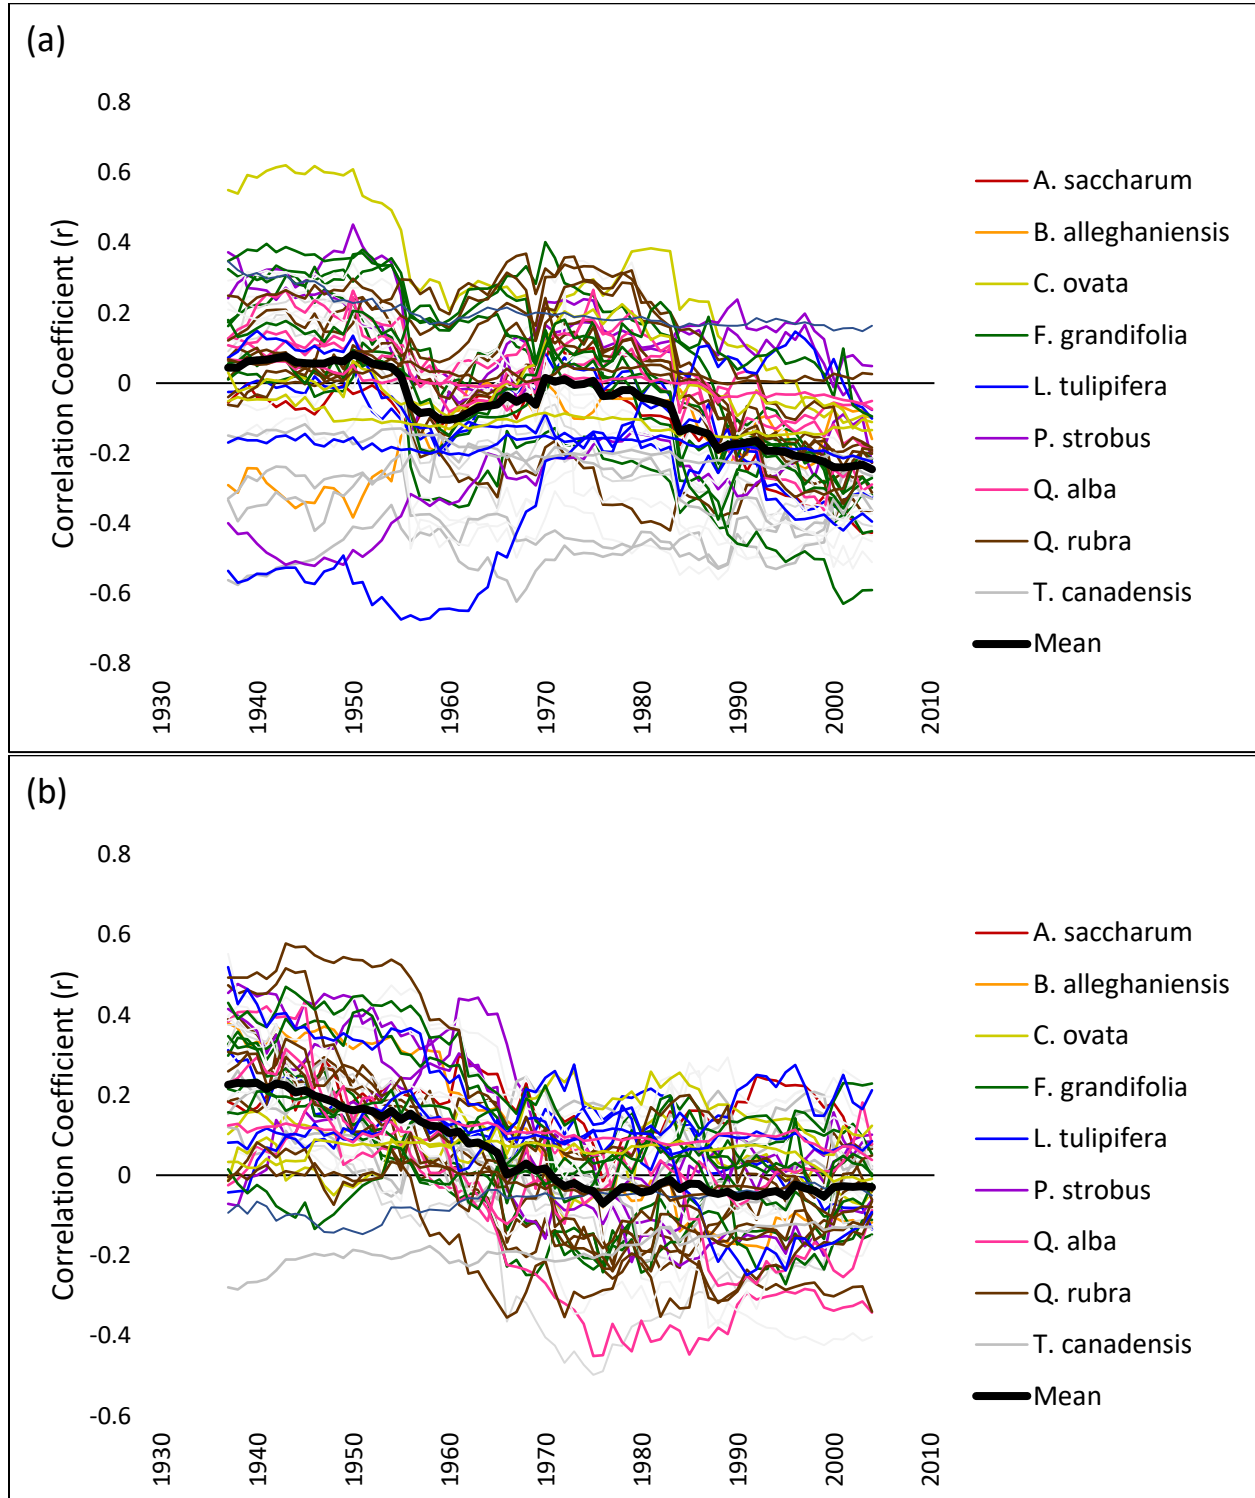 (a)
0.8
0.6
0.4
0.2
0
-0.2
-0.4
-0.6
-0.8
Correlation Coefficient (r)
1930
1940
1950
1960
1970
1980
1990
2000
2010
A. saccharum
B. alleghaniensis
C. ovata
F. grandifolia
L. tulipifera
P. strobus
Q. alba
Q. rubra
T. canadensis
Mean
(b)
0.8
0.6
0.4
0.2
0
-0.2
-0.4
-0.6
Correlation Coefficient (r)
1930
1940
1950
1960
1970
1980
1990
2000
2010
A. saccharum
B. alleghaniensis
C. ovata
F. grandifolia
L. tulipifera
P. strobus
Q. alba
Q. rubra
T. canadensis
Mean